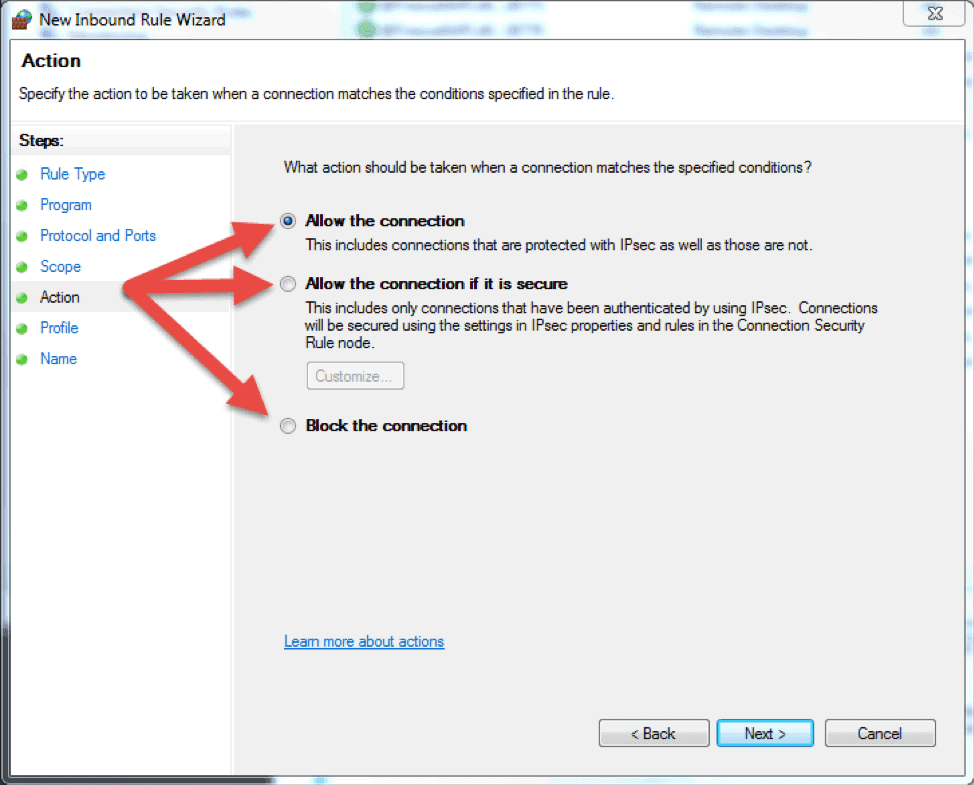 New Inbound Rule Wizard
Action
Specify the action to be taken when a connection matches the conditions specified in the rule.
Steps:
Rule Type
Program
Protocol and Ports
Scope
Action
Profile
Name
What action should be taken when a connection matches the specified conditions?
Allow the connection
This includes connections that are protected with IPsec as well as those are not.
Allow the connection if it is secure
This includes only connections that have been authenticated by using IPsec. Connections
will be secured using the settings in IPsec properties and rules in the Connection Security
Rule node.
Customize...
Block the connection
Learn more about actions
< Back
Next >
Cancel